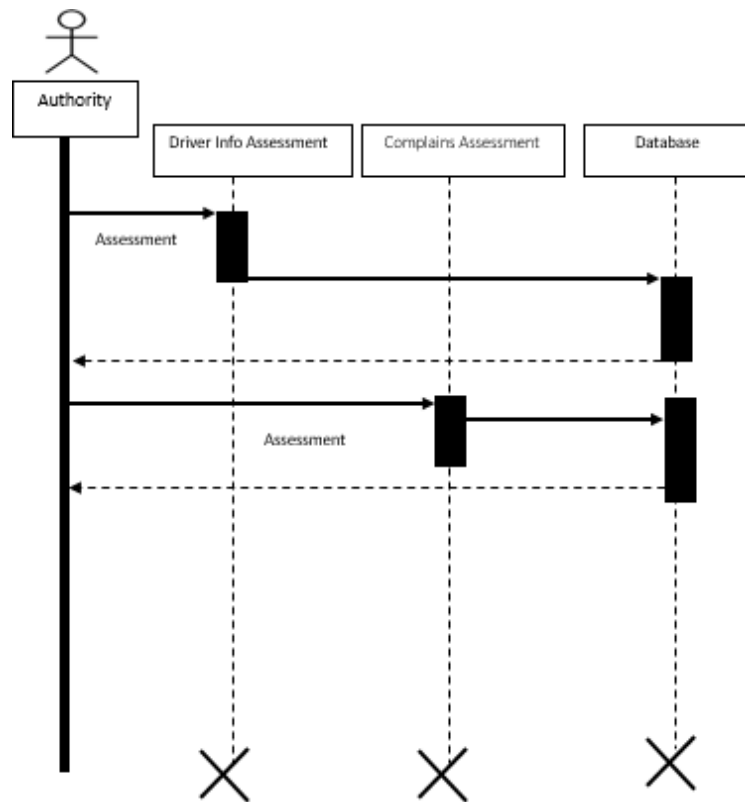 Authority
Driver Info Assessment
Complains Assessment
Database
Assessment
Assessment